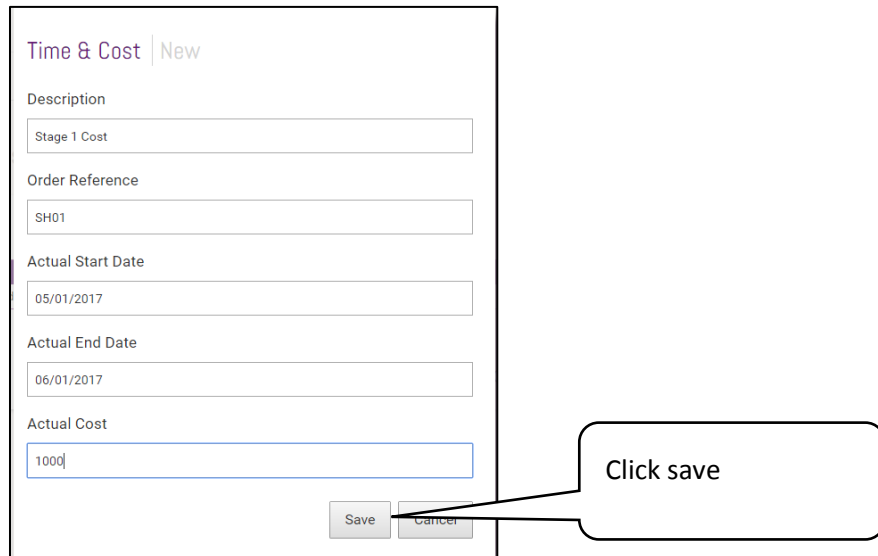 Time & Cost New
Description
Stage 1 Cost
Order Reference
SH01
Actual Start Date
05/01/2017
Actual End Date
06/01/2017
Actual Cost
1000
Click save
Save Cancel